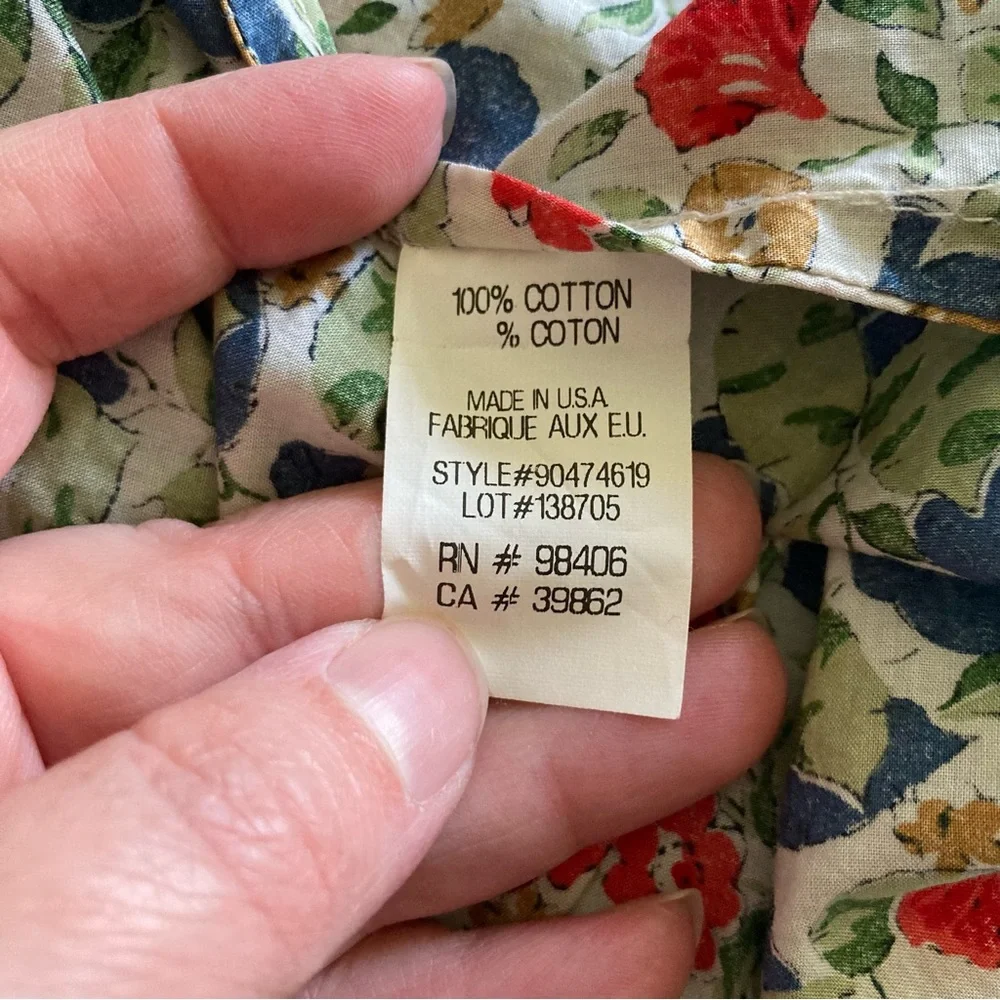 100% COTTON
% COTON
MADE IN U.S.A.
FABRIQUE AUX E.U.
STYLE#90474619
LOT#138705
RN # 98406
CA # 39862